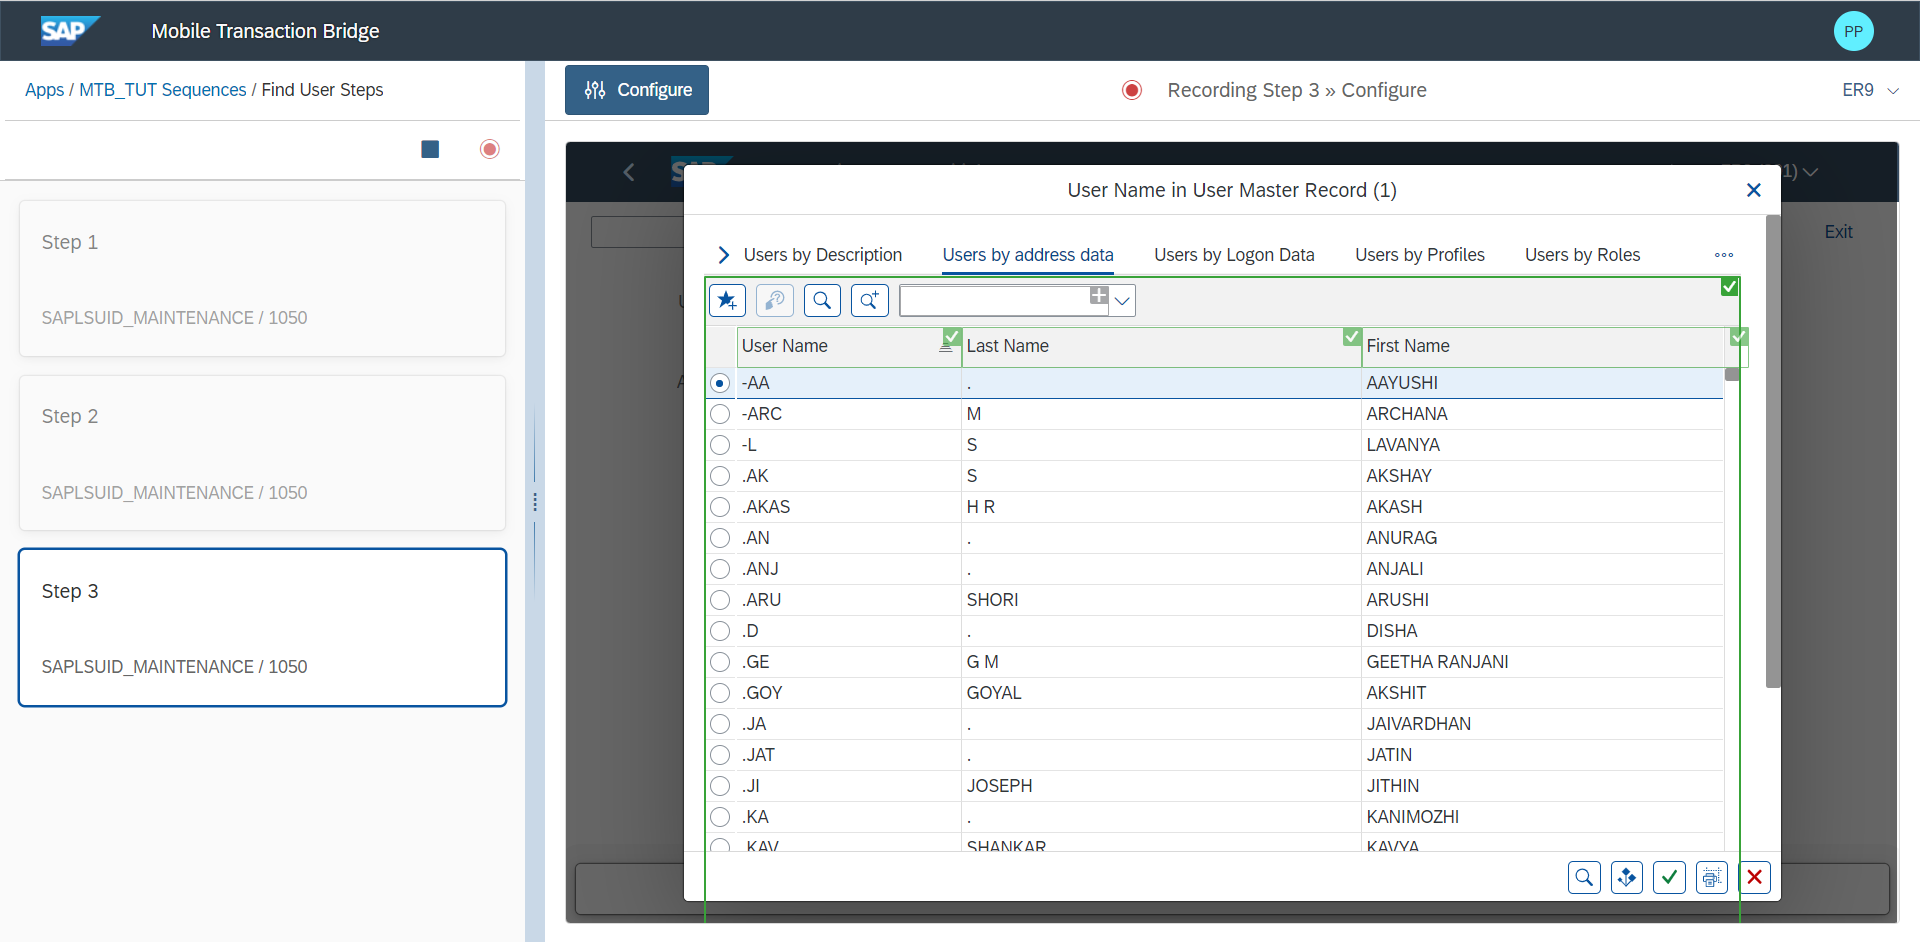 SAP Mobile Transaction Bridge PP
Apps / MTB_TUT Sequences / Find User Steps
Configure
Recording Step 3 » Configure
ER9
Step 1
SAPLSUID_MAINTENANCE / 1050
Step 2
SAPLSUID_MAINTENANCE / 1050
Step 3
SAPLSUID_MAINTENANCE / 1050
Exit
User Name in User Master Record (1)
Users by Description Users by address data Users by Logon Data Users by Profiles Users by Roles
User Name Last Name First Name
-AA . AAYUSHI
-ARC M ARCHANA
-L S LAVANYA
.AK S AKSHAY
.AKAS H R AKASH
.AN . ANURAG
.ANJ . ANJALI
.ARU SHORI ARUSHI
.D . DISHA
.GE G M GEETHA RANJANI
.GOY GOYAL AKSHIT
.JA . JAIVARDHAN
.JAT . JATIN
.JI JOSEPH JITHIN
.KA . KANIMOZHI
.KAV SHANKAR KAVYA